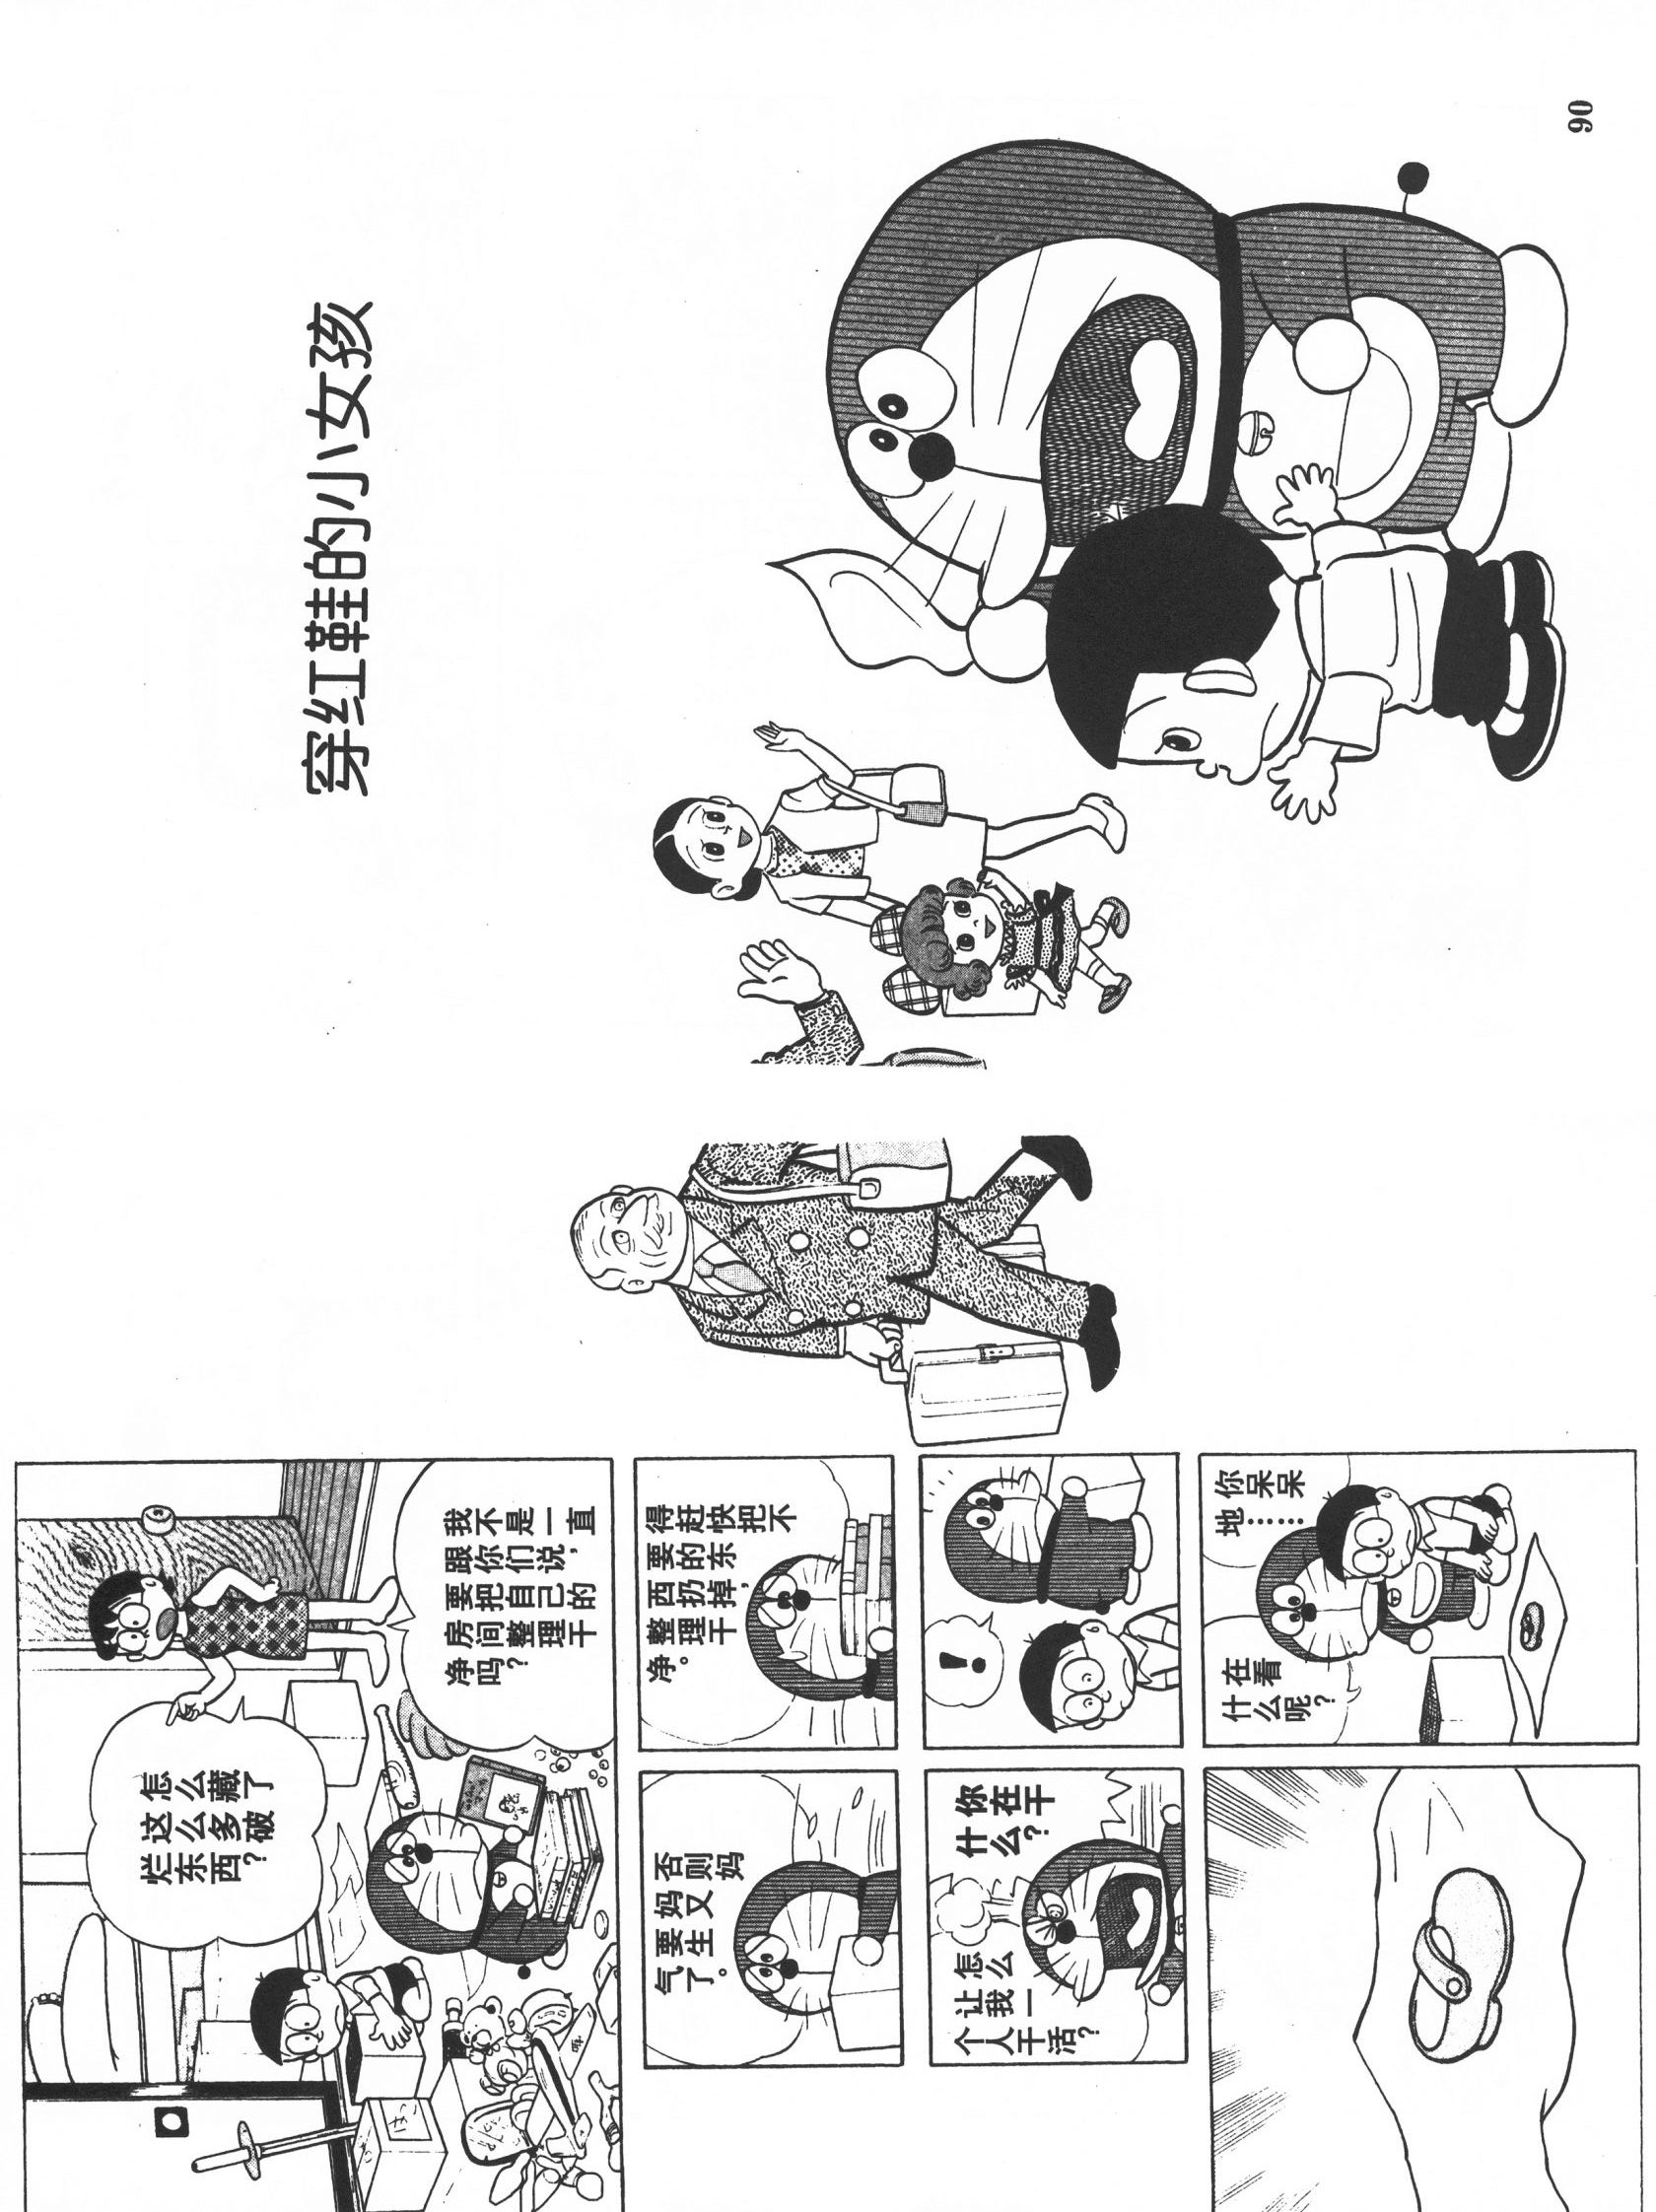 穿红鞋的小女孩
90
我不是一直
跟你们说，
要把自己的
房间整理干
净吗？
怎么藏了
这么多破
烂东西？
得赶快把不
要的东
西扔掉，
整理干
净。
否则妈
妈又
要生
气了。
！
你在干
什么？
怎么
让我一
个人干活？
你呆呆
地……
在看
什么呢？